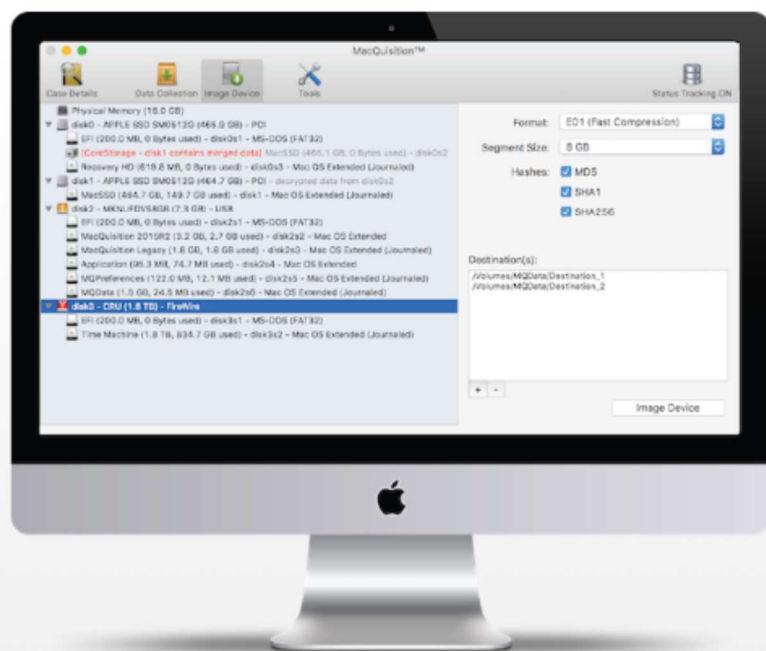 MacQuisition™
Case Details
Data Collection
Image Device
Tools
Status Tracking ON
Physical Memory (16.0 GB)
disk0 - APPLE SSD SM0512G (465.9 GB) - PCI
EFI (200.0 MB, 0 Bytes used) - disk0s1 - MS-DOS (FAT32)
[CoreStorage - disk1 contains merged data] MacSSD (465.1 GB, 0 Bytes used) - disk0s2
Recovery HD (619.8 MB, 0 Bytes used) - disk0s3 - Mac OS Extended (Journaled)
disk1 - APPLE SSD SM0512G (464.7 GB) - PCI - decrypted data from disk0s2
MacSSD (464.7 GB, 149.7 GB used) - disk1 - Mac OS Extended (Journaled)
disk2 - (7.3 GB) - USB
EFI (200.0 MB, 0 Bytes used) - disk2s1 - MS-DOS (FAT32)
MacQuisition 2015R2 (3.2 GB, 2.7 GB used) - disk2s2 - Mac OS Extended
MacQuisition Legacy (1.8 GB, 1.6 GB used) - disk2s3 - Mac OS Extended (Journaled)
Application (95.3 MB, 74.7 MB used) - disk2s4 - Mac OS Extended
MQPreferences (122.0 MB, 12.1 MB used) - disk2s5 - Mac OS Extended (Journaled)
MQData (1.5 GB, 24.5 MB used) - disk2s6 - Mac OS Extended (Journaled)
disk3 - CRU (1.8 TB) - FireWire
EFI (200.0 MB, 0 Bytes used) - disk3s1 - MS-DOS (FAT32)
Time Machine (1.8 TB, 834.7 GB used) - disk3s2 - Mac OS Extended (Journaled)
Format: E01 (Fast Compression)
Segment Size: 8 GB
Hashes: MD5
SHA1
SHA256
Destination(s):
/Volumes/MQData/Destination_1
/Volumes/MQData/Destination_2
+ -
Image Device